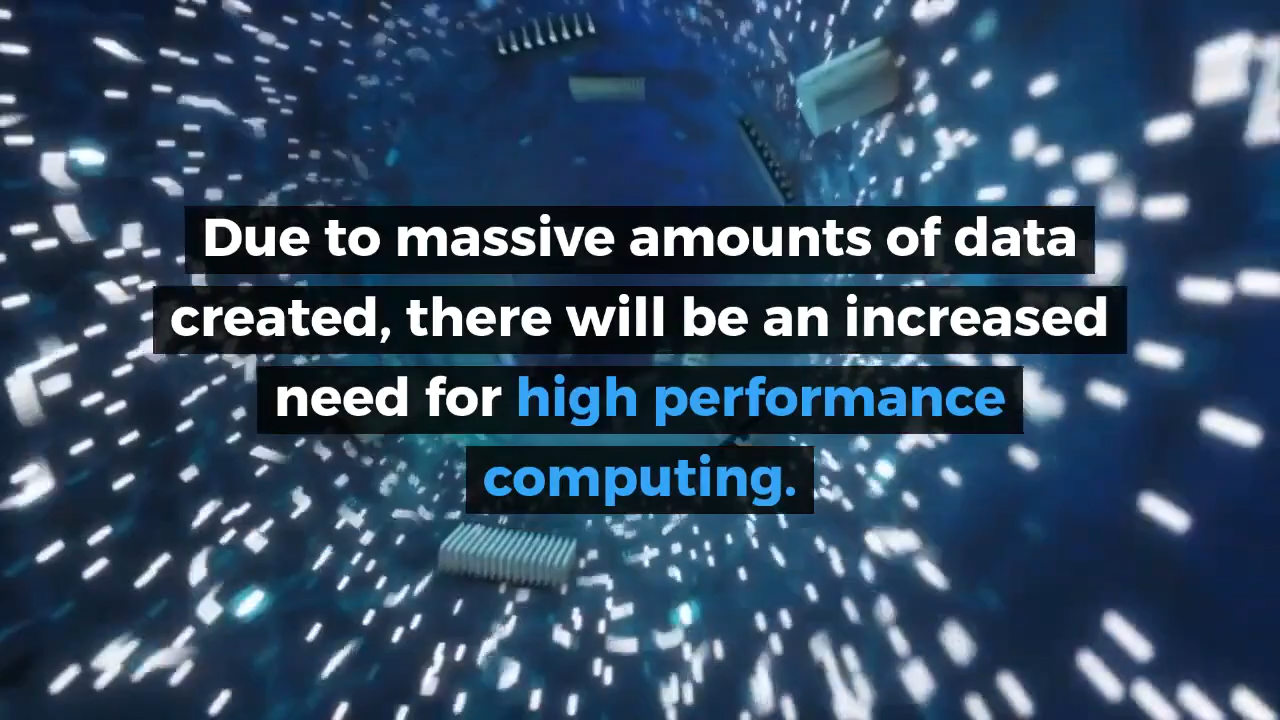 Due to massive amounts of data
created, there will be an increased
need for high performance
computing.